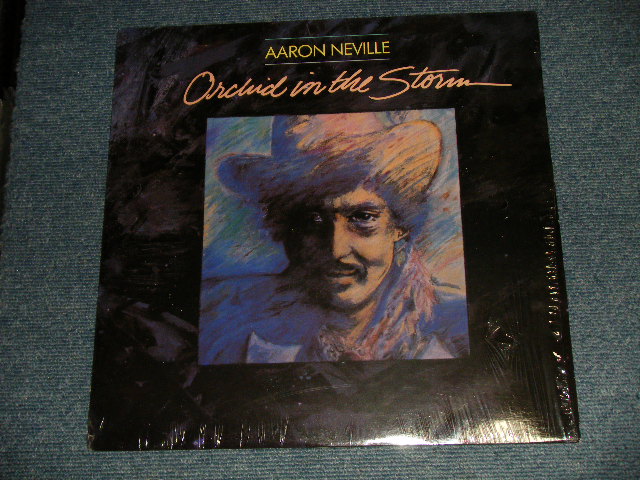 AARON NEVILLE
Orchid in the Storm